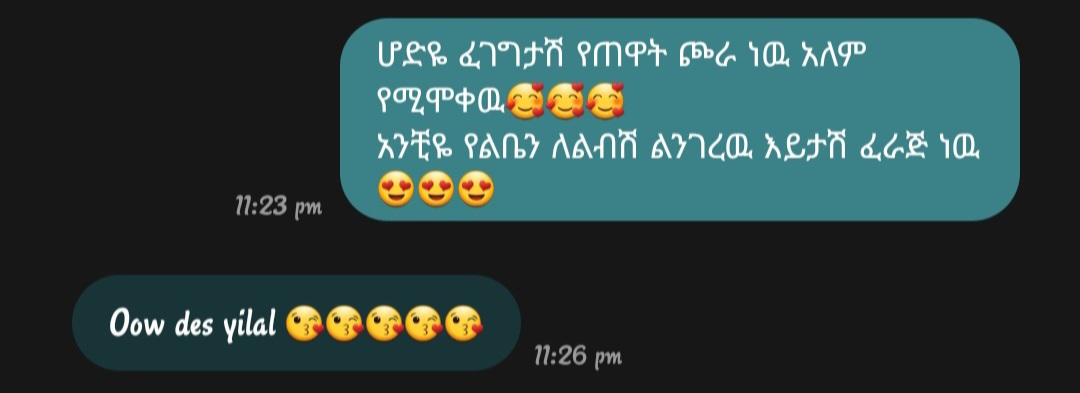 ሆድዬ ፈገግታሽ የጠዋት ጮራ ነዉ አለም
የሚሞቀዉ🥰🥰🥰
አንቺዬ የልቤን ለልብሽ ልንገረዉ እይታሽ ፈራጅ ነዉ
😍😍😍
11:23 pm
Oow des yilal 😘😘😘😘😘
11:26 pm